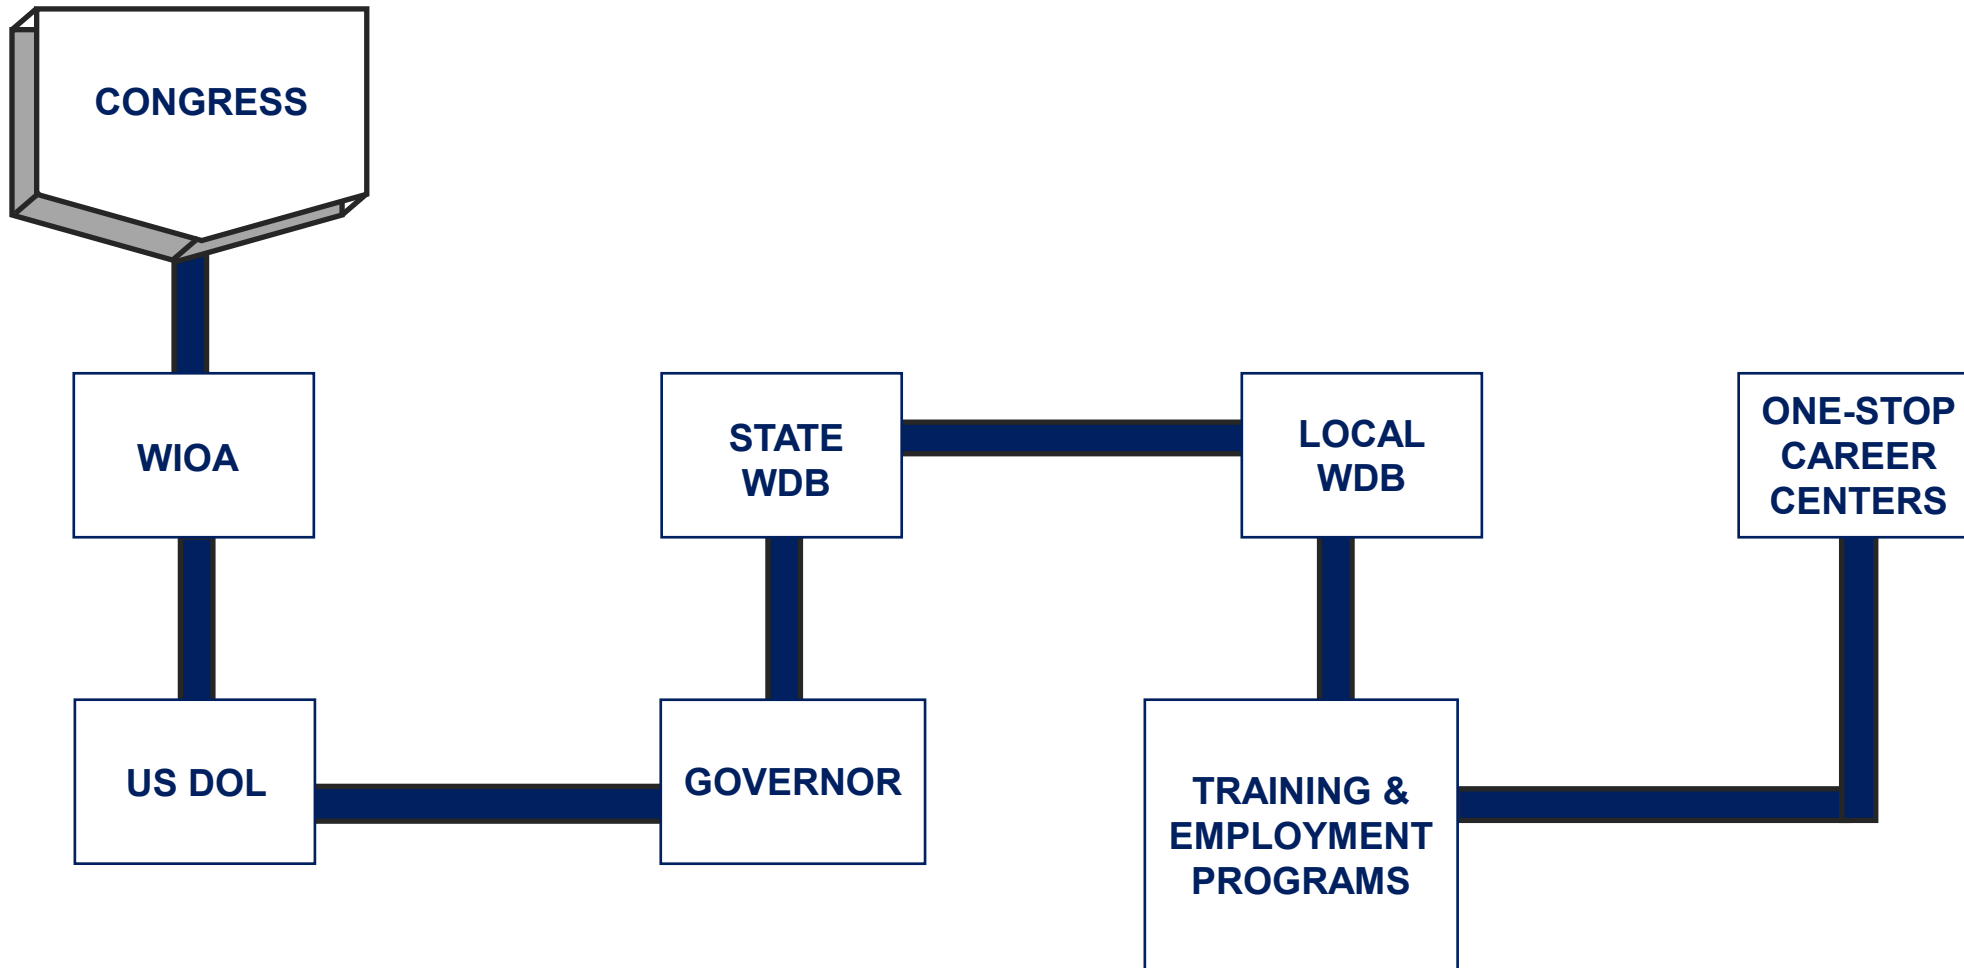 CONGRESS
WIOA
US DOL
GOVERNOR
STATE
WDB
LOCAL
WDB
TRAINING &
EMPLOYMENT
PROGRAMS
ONE-STOP
CAREER
CENTERS